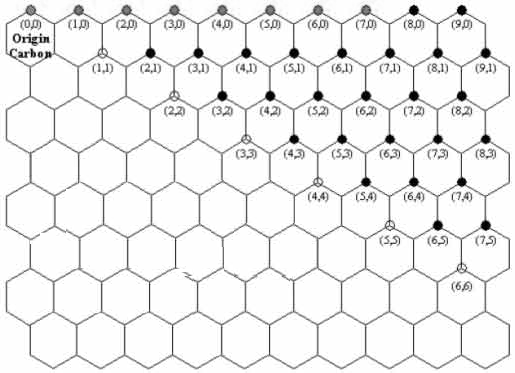 (0,0) (1,0) (2,0) (3,0) (4,0) (5,0) (6,0) (7,0) (8,0) (9,0)
Origin
Carbon
(1,1) (2,1) (3,1) (4,1) (5,1) (6,1) (7,1) (8,1) (9,1)
(2,2) (3,2) (4,2) (5,2) (6,2) (7,2) (8,2)
(3,3) (4,3) (5,3) (6,3) (7,3) (8,3)
(4,4) (5,4) (6,4) (7,4)
(5,5) (6,5) (7,5)
(6,6)